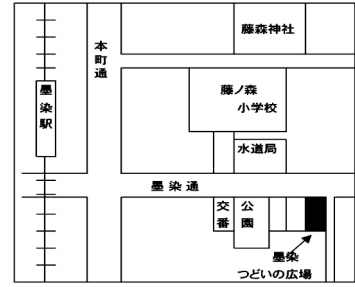 藤森神社
本町通
墨染駅
藤ノ森
小学校
水道局
墨染通
交番
公園
墨染
つどいの広場